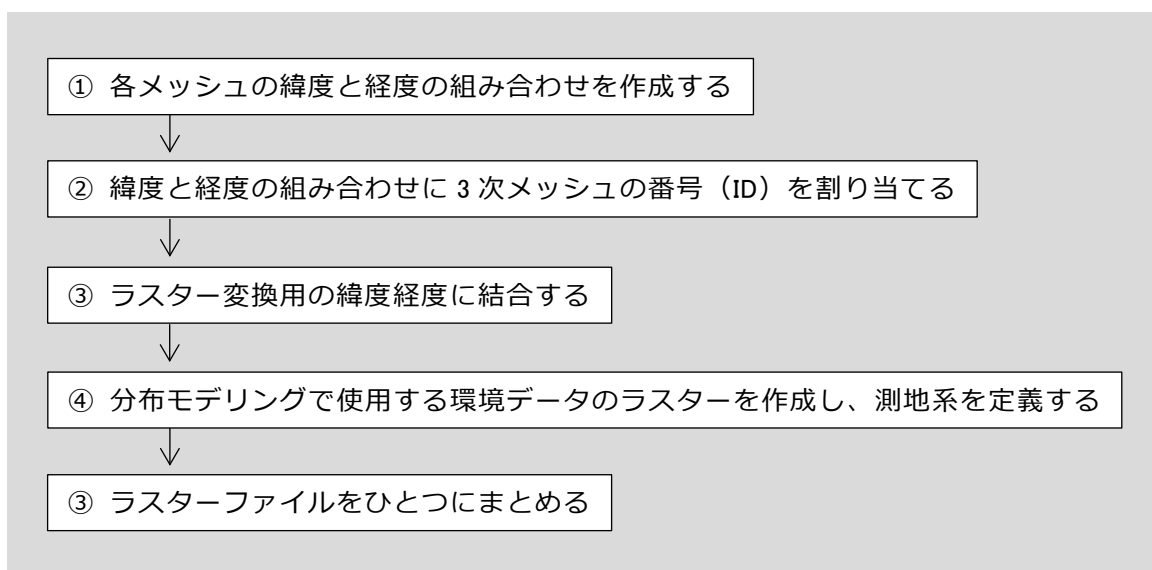 ① 各メッシュの緯度と経度の組み合わせを作成する
② 緯度と経度の組み合わせに 3 次メッシュの番号（ID）を割り当てる
③ ラスター変換用の緯度経度に結合する
④ 分布モデリングで使用する環境データのラスターを作成し、測地系を定義する
③ ラスターファイルをひとつにまとめる